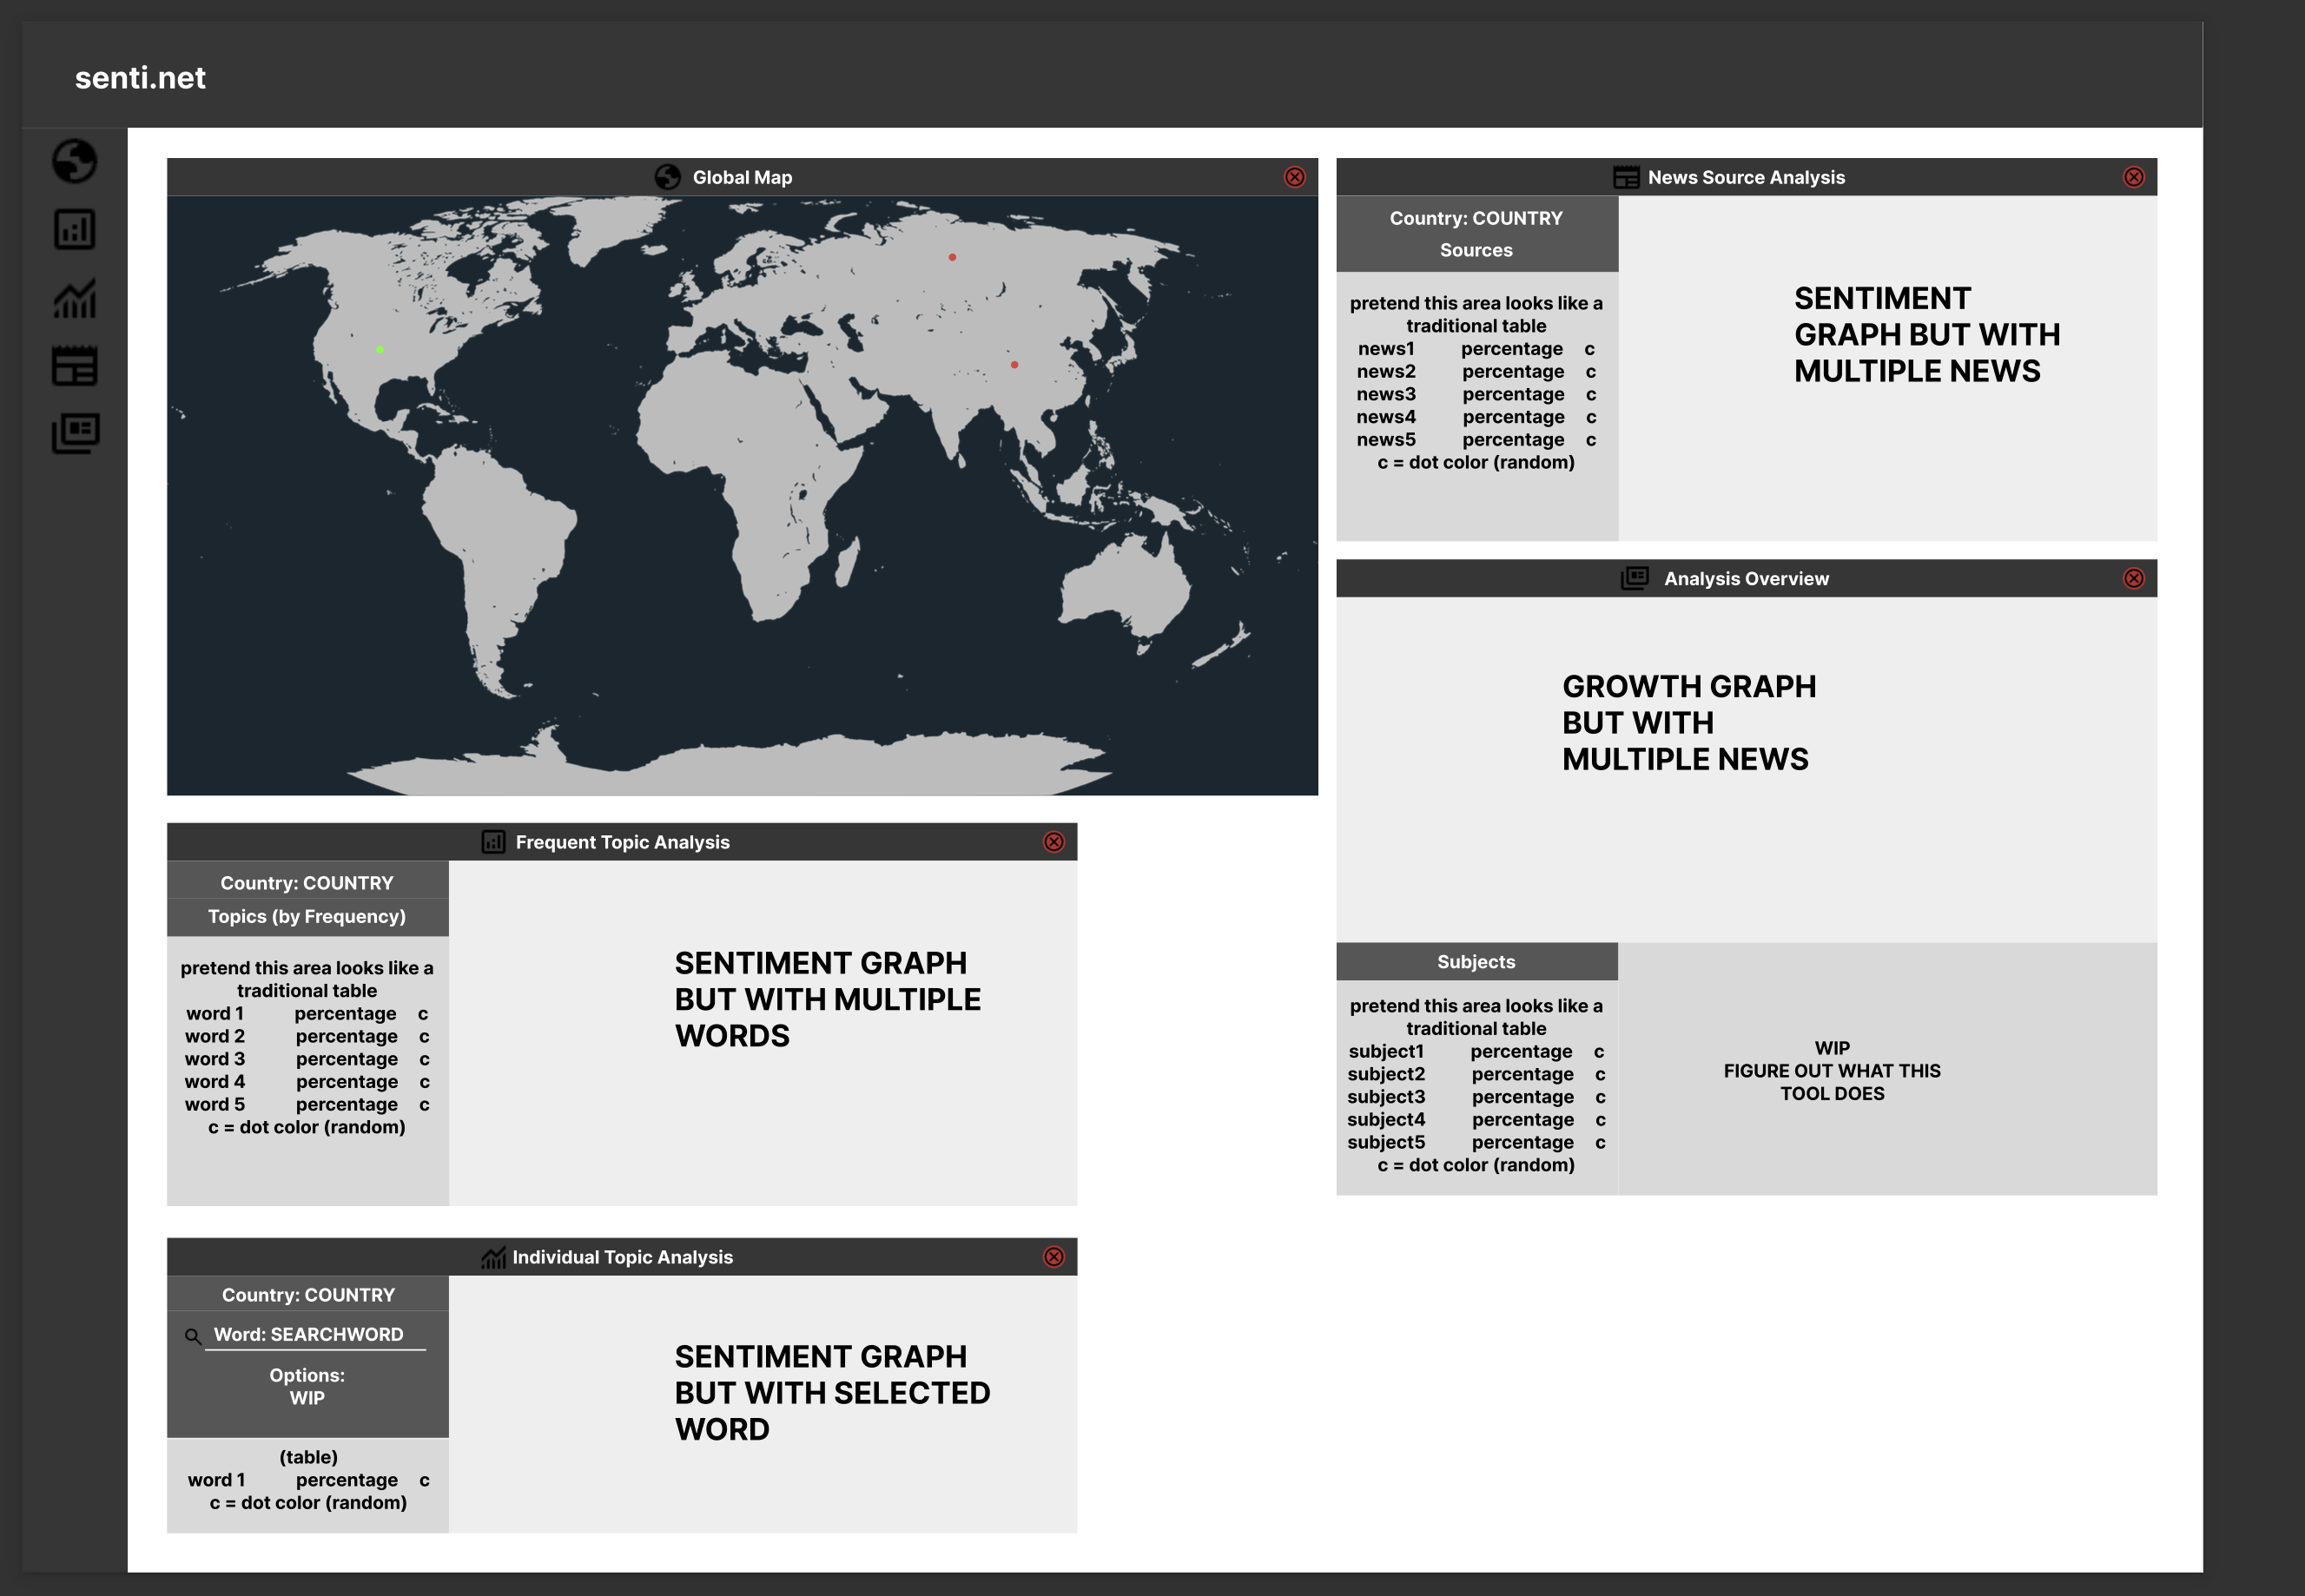 senti.net
Global Map
News Source Analysis
Country: COUNTRY
Sources
pretend this area looks like a
traditional table
news1 percentage c
news2 percentage c
news3 percentage c
news4 percentage c
news5 percentage c
c = dot color (random)
SENTIMENT
GRAPH BUT WITH
MULTIPLE NEWS
Analysis Overview
GROWTH GRAPH
BUT WITH
MULTIPLE NEWS
Subjects
pretend this area looks like a
traditional table
subject1 percentage c
subject2 percentage c
subject3 percentage c
subject4 percentage c
subject5 percentage c
c = dot color (random)
WIP
FIGURE OUT WHAT THIS
TOOL DOES
Frequent Topic Analysis
Country: COUNTRY
Topics (by Frequency)
pretend this area looks like a
traditional table
word 1 percentage c
word 2 percentage c
word 3 percentage c
word 4 percentage c
word 5 percentage c
c = dot color (random)
SENTIMENT GRAPH
BUT WITH MULTIPLE
WORDS
Individual Topic Analysis
Country: COUNTRY
Word: SEARCHWORD
Options:
WIP
(table)
word 1 percentage c
c = dot color (random)
SENTIMENT GRAPH
BUT WITH SELECTED
WORD